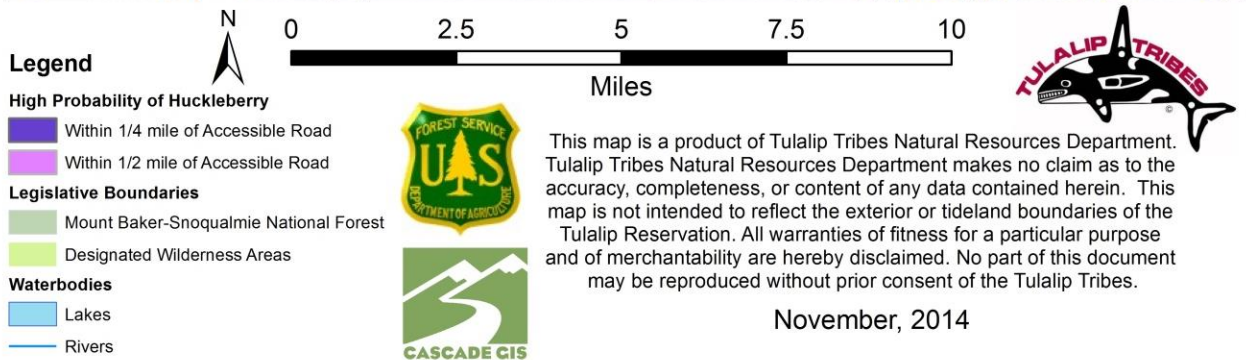 N
0 2.5 5 7.5 10
Miles
Legend
High Probability of Huckleberry
Within 1/4 mile of Accessible Road
Within 1/2 mile of Accessible Road
Legislative Boundaries
Mount Baker-Snoqualmie National Forest
Designated Wilderness Areas
Waterbodies
Lakes
Rivers
FOREST SERVICE
U S
DEPARTMENT OF AGRICULTURE
CASCADE GIS
TULALIP TRIBES
©
This map is a product of Tulalip Tribes Natural Resources Department.
Tulalip Tribes Natural Resources Department makes no claim as to the
accuracy, completeness, or content of any data contained herein. This
map is not intended to reflect the exterior or tideland boundaries of the
Tulalip Reservation. All warranties of fitness for a particular purpose
and of merchantability are hereby disclaimed. No part of this document
may be reproduced without prior consent of the Tulalip Tribes.
November, 2014